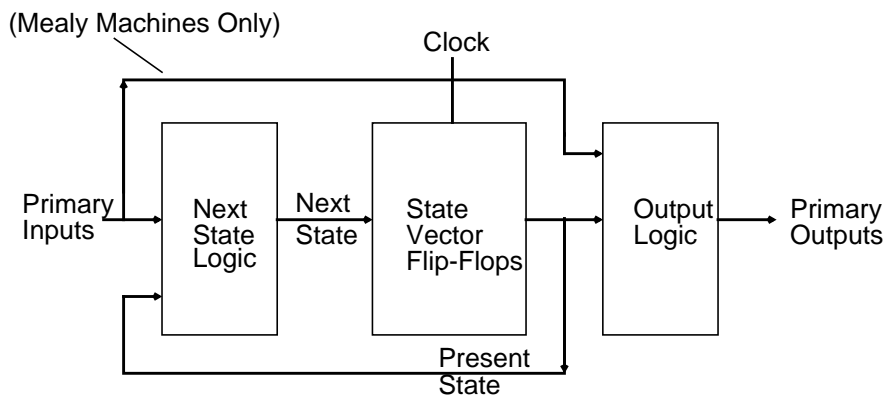 (Mealy Machines Only)
Clock
Primary
Inputs
Next
State
Logic
Next
State
State
Vector
Flip-Flops
Output
Logic
Primary
Outputs
Present
State